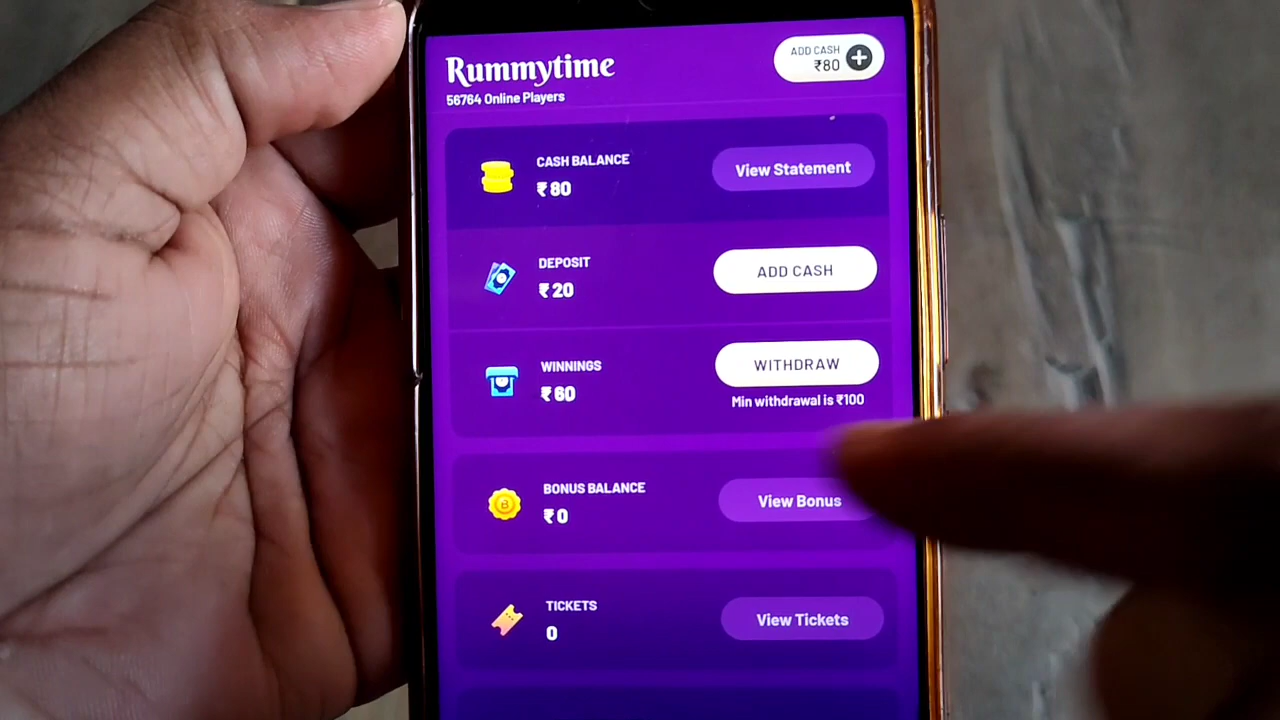 Rummytime
56764 Online Players
ADD CASH
₹80
CASH BALANCE
₹80
View Statement
DEPOSIT
₹20
ADD CASH
WINNINGS
₹60
WITHDRAW
Min withdrawal is ₹100
BONUS BALANCE
₹0
View Bonus
TICKETS
0
View Tickets